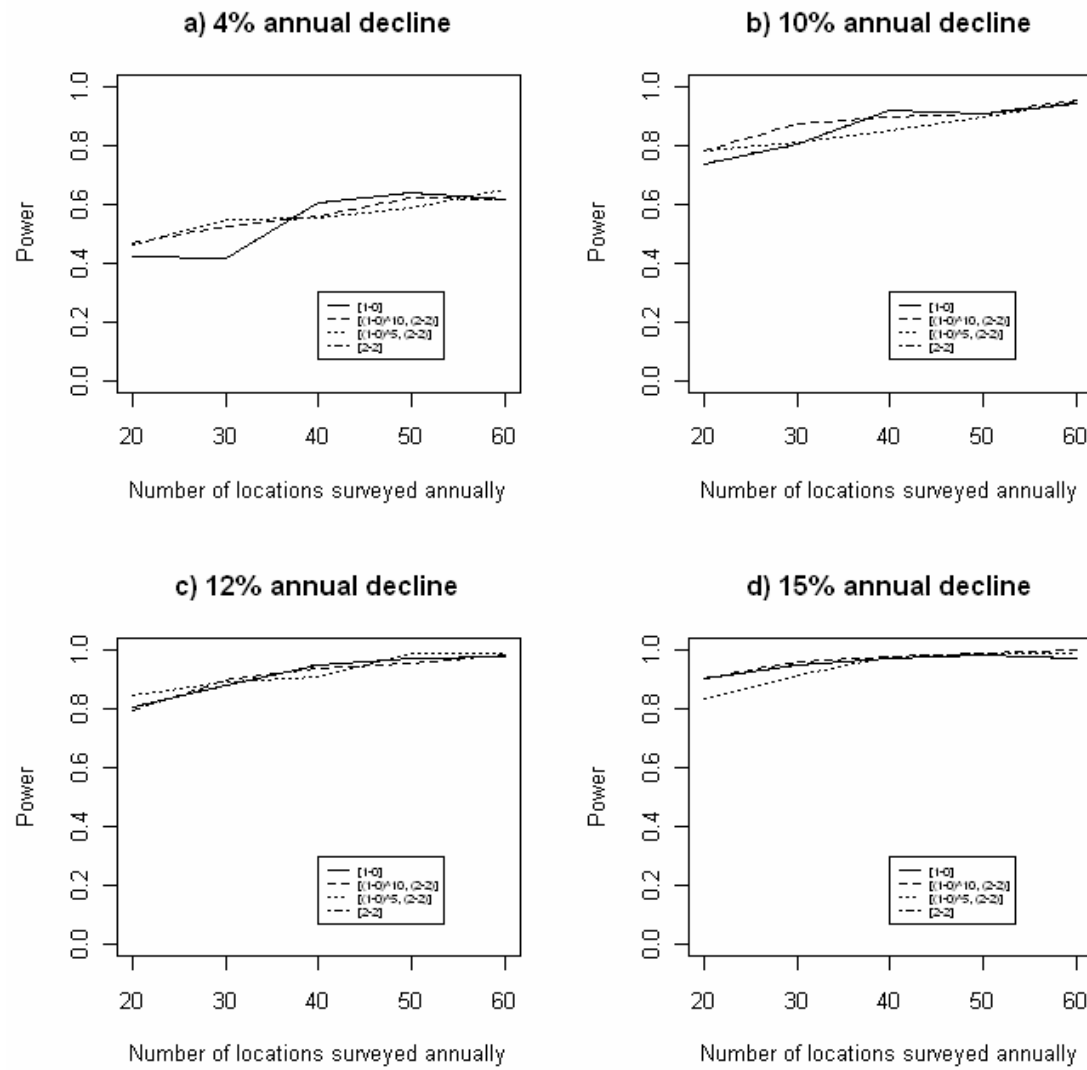 a) 4% annual decline
Power
1.0
0.8
0.6
0.4
0.2
0.0
[1-0]
[(1-0)^10, (2-2)]
[(1-0)^5, (2-2)]
[2-2]
20 30 40 50 60
Number of locations surveyed annually
b) 10% annual decline
Power
1.0
0.8
0.6
0.4
0.2
0.0
[1-0]
[(1-0)^10, (2-2)]
[(1-0)^5, (2-2)]
[2-2]
20 30 40 50 60
Number of locations surveyed annually
c) 12% annual decline
Power
1.0
0.8
0.6
0.4
0.2
0.0
[1-0]
[(1-0)^10, (2-2)]
[(1-0)^5, (2-2)]
[2-2]
20 30 40 50 60
Number of locations surveyed annually
d) 15% annual decline
Power
1.0
0.8
0.6
0.4
0.2
0.0
[1-0]
[(1-0)^10, (2-2)]
[(1-0)^5, (2-2)]
[2-2]
20 30 40 50 60
Number of locations surveyed annually